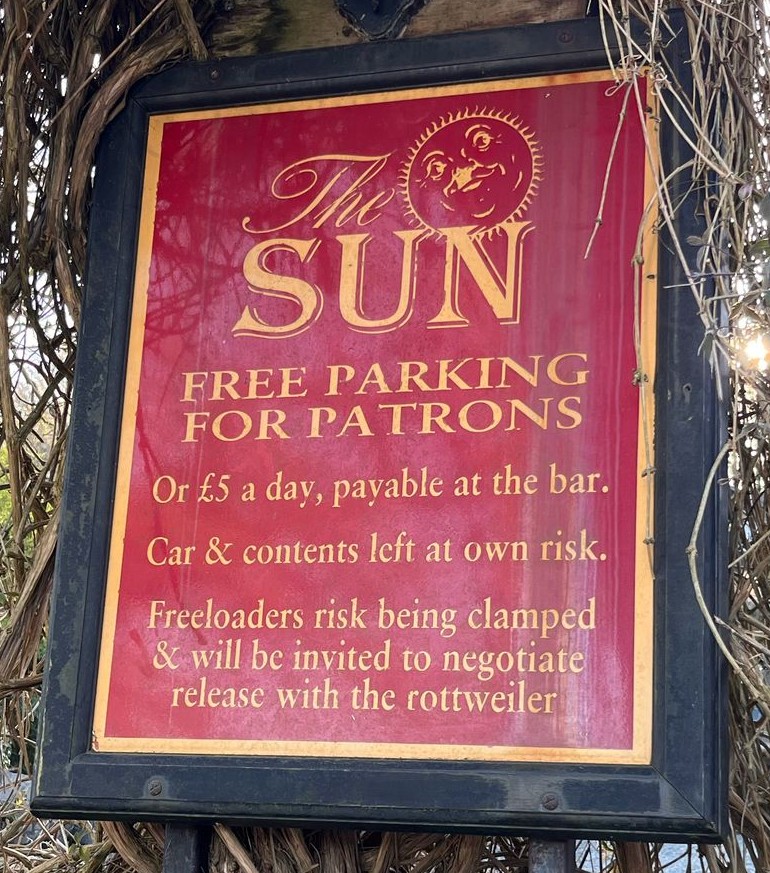 The
SUN
FREE PARKING
FOR PATRONS
Or £5 a day, payable at the bar.
Car & contents left at own risk.
Freeloaders risk being clamped
& will be invited to negotiate
release with the rottweiler